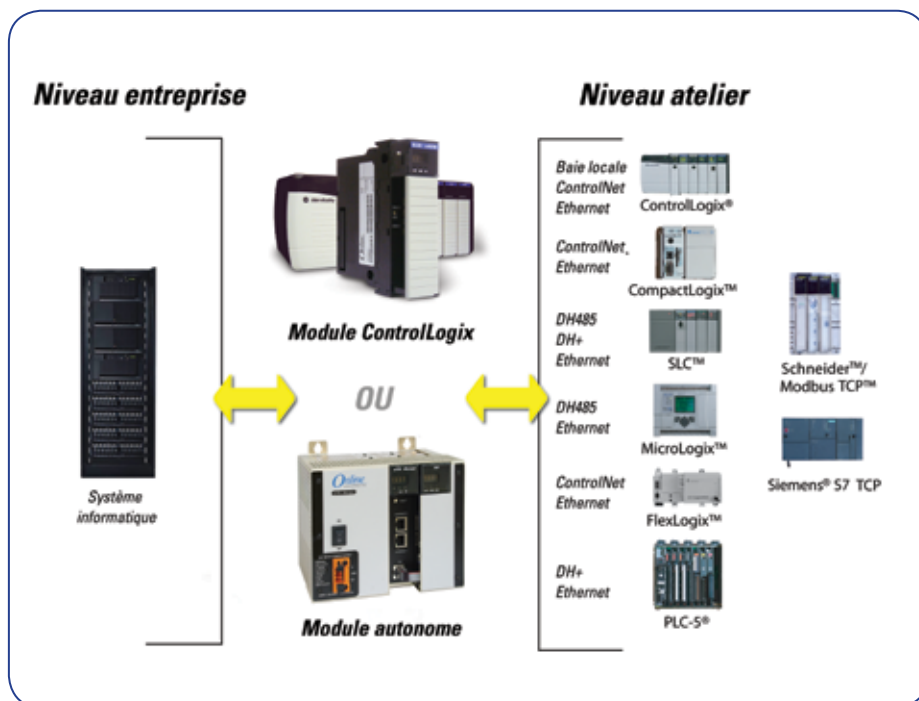 Niveau entreprise
Niveau atelier
Système
informatique
Module ControlLogix
OU
Online
Module autonome
Baie locale
ControlNet
Ethernet
ControlLogix®
ControlNet
Ethernet
CompactLogix™
DH485
DH+
Ethernet
SLC™
DH485
Ethernet
MicroLogix™
ControlNet
Ethernet
FlexLogix™
DH+
Ethernet
PLC-5®
Schneider™/
Modbus TCP™
Siemens® S7 TCP